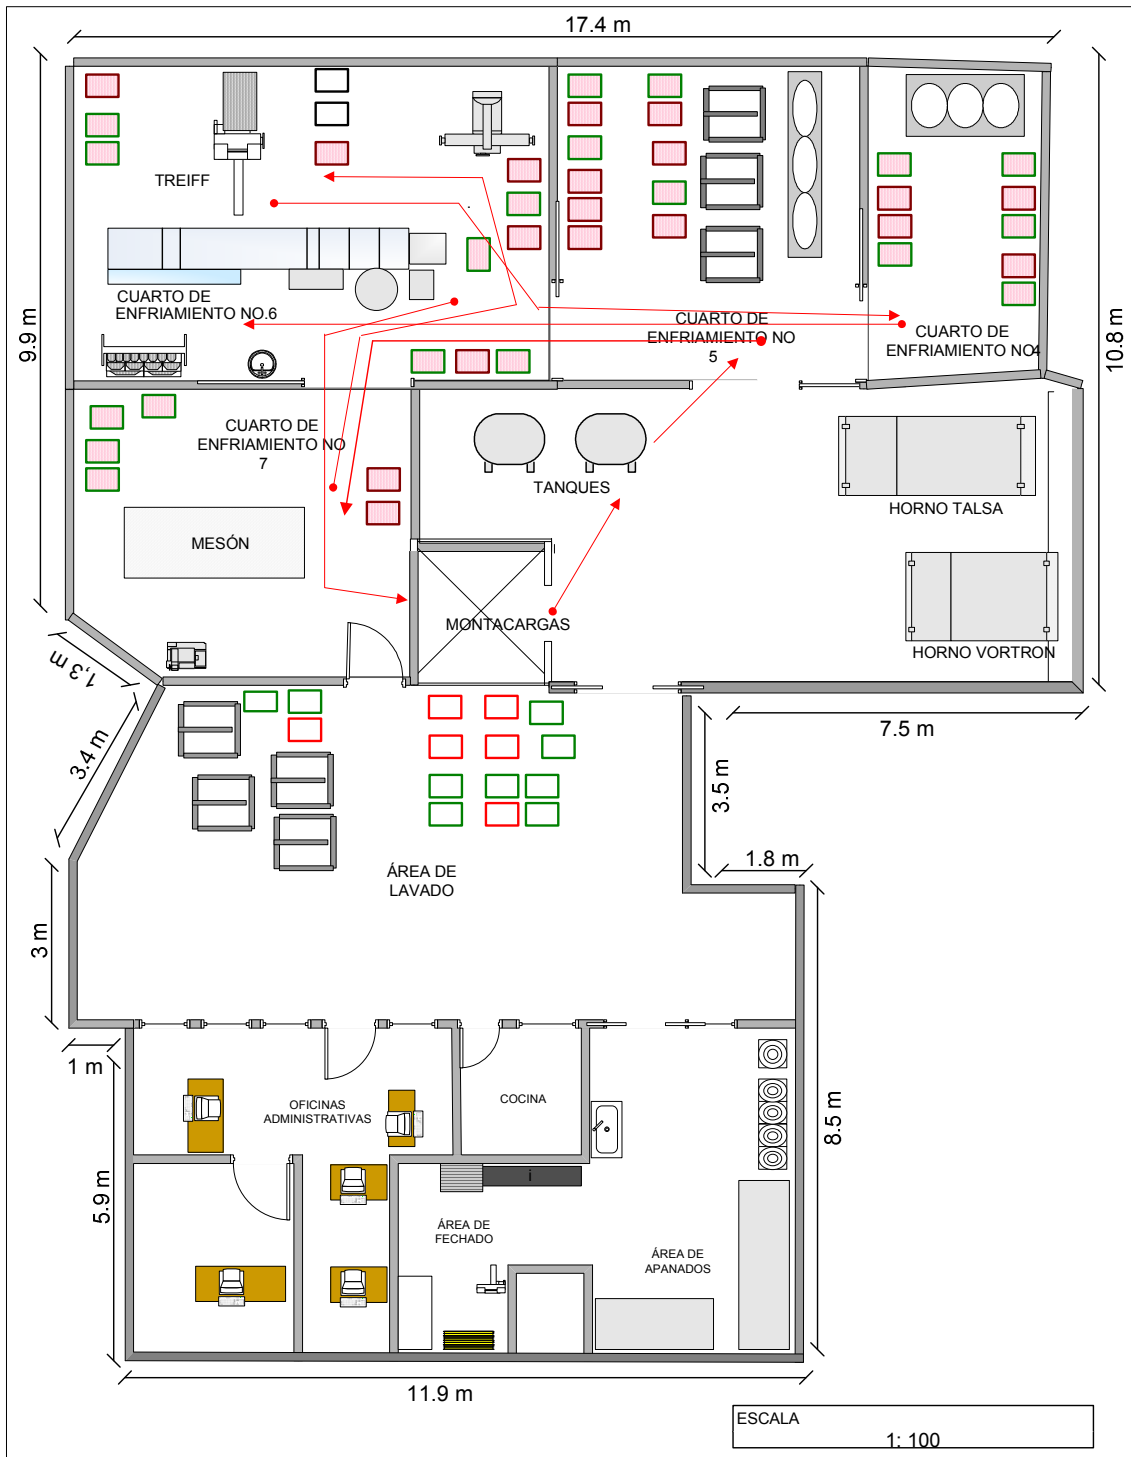 17.4 m
TREIFF
9.9 m
10.8 m
CUARTO DE
ENFRIAMIENTO NO.6
CUARTO DE
ENFRIAMIENTO NO
5
CUARTO DE
ENFRIAMIENTO NO4
CUARTO DE
ENFRIAMIENTO NO
7
TANQUES
HORNO TALSA
MESÓN
MONTACARGAS
HORNO VORTRON
1,3 m
7.5 m
3.4 m
3.5 m
1.8 m
ÁREA DE
LAVADO
3 m
1 m
OFICINAS
ADMINISTRATIVAS
COCINA
8.5 m
5.9 m
ÁREA DE
FECHADO
ÁREA DE
APANADOS
11.9 m
ESCALA
1: 100